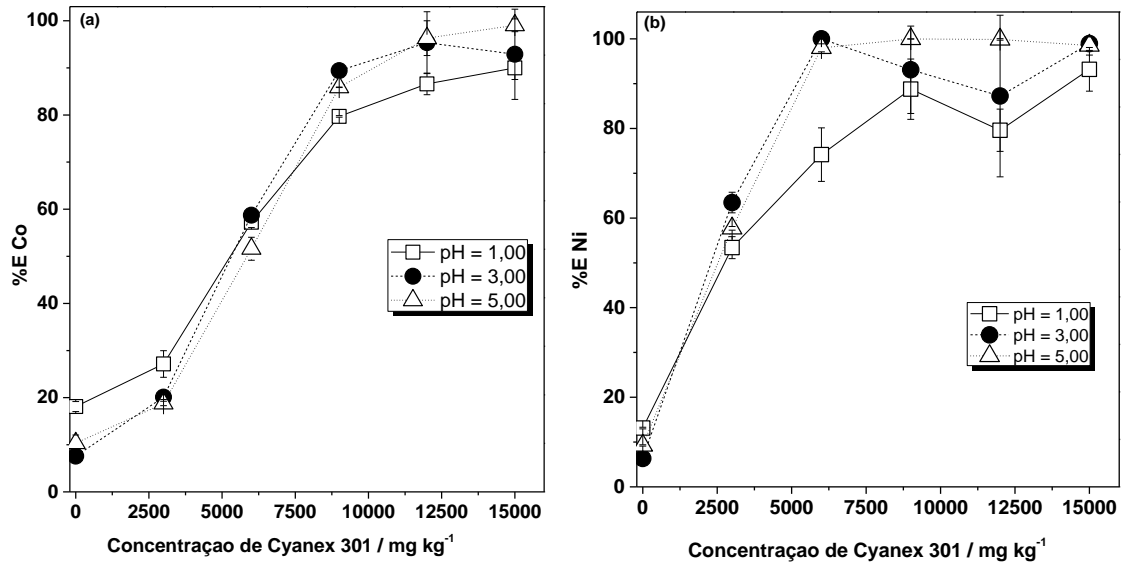 (a)
100
80
60
40
20
0
%E Co
pH = 1,00
pH = 3,00
pH = 5,00
0 2500 5000 7500 10000 12500 15000
Concentraçao de Cyanex 301 / mg kg⁻¹
(b)
100
80
60
40
20
0
%E Ni
pH = 1,00
pH = 3,00
pH = 5,00
0 2500 5000 7500 10000 12500 15000
Concentraçao de Cyanex 301 / mg kg⁻¹